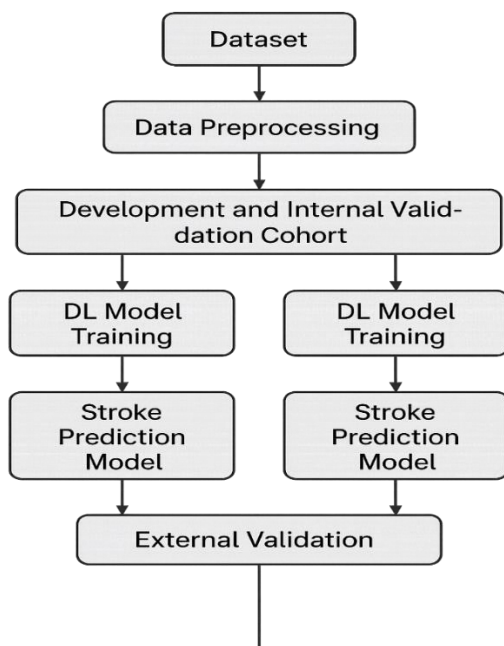 Dataset
Data Preprocessing
Development and Internal Valid-
dation Cohort
DL Model
Training
DL Model
Training
Stroke
Prediction
Model
Stroke
Prediction
Model
External Validation